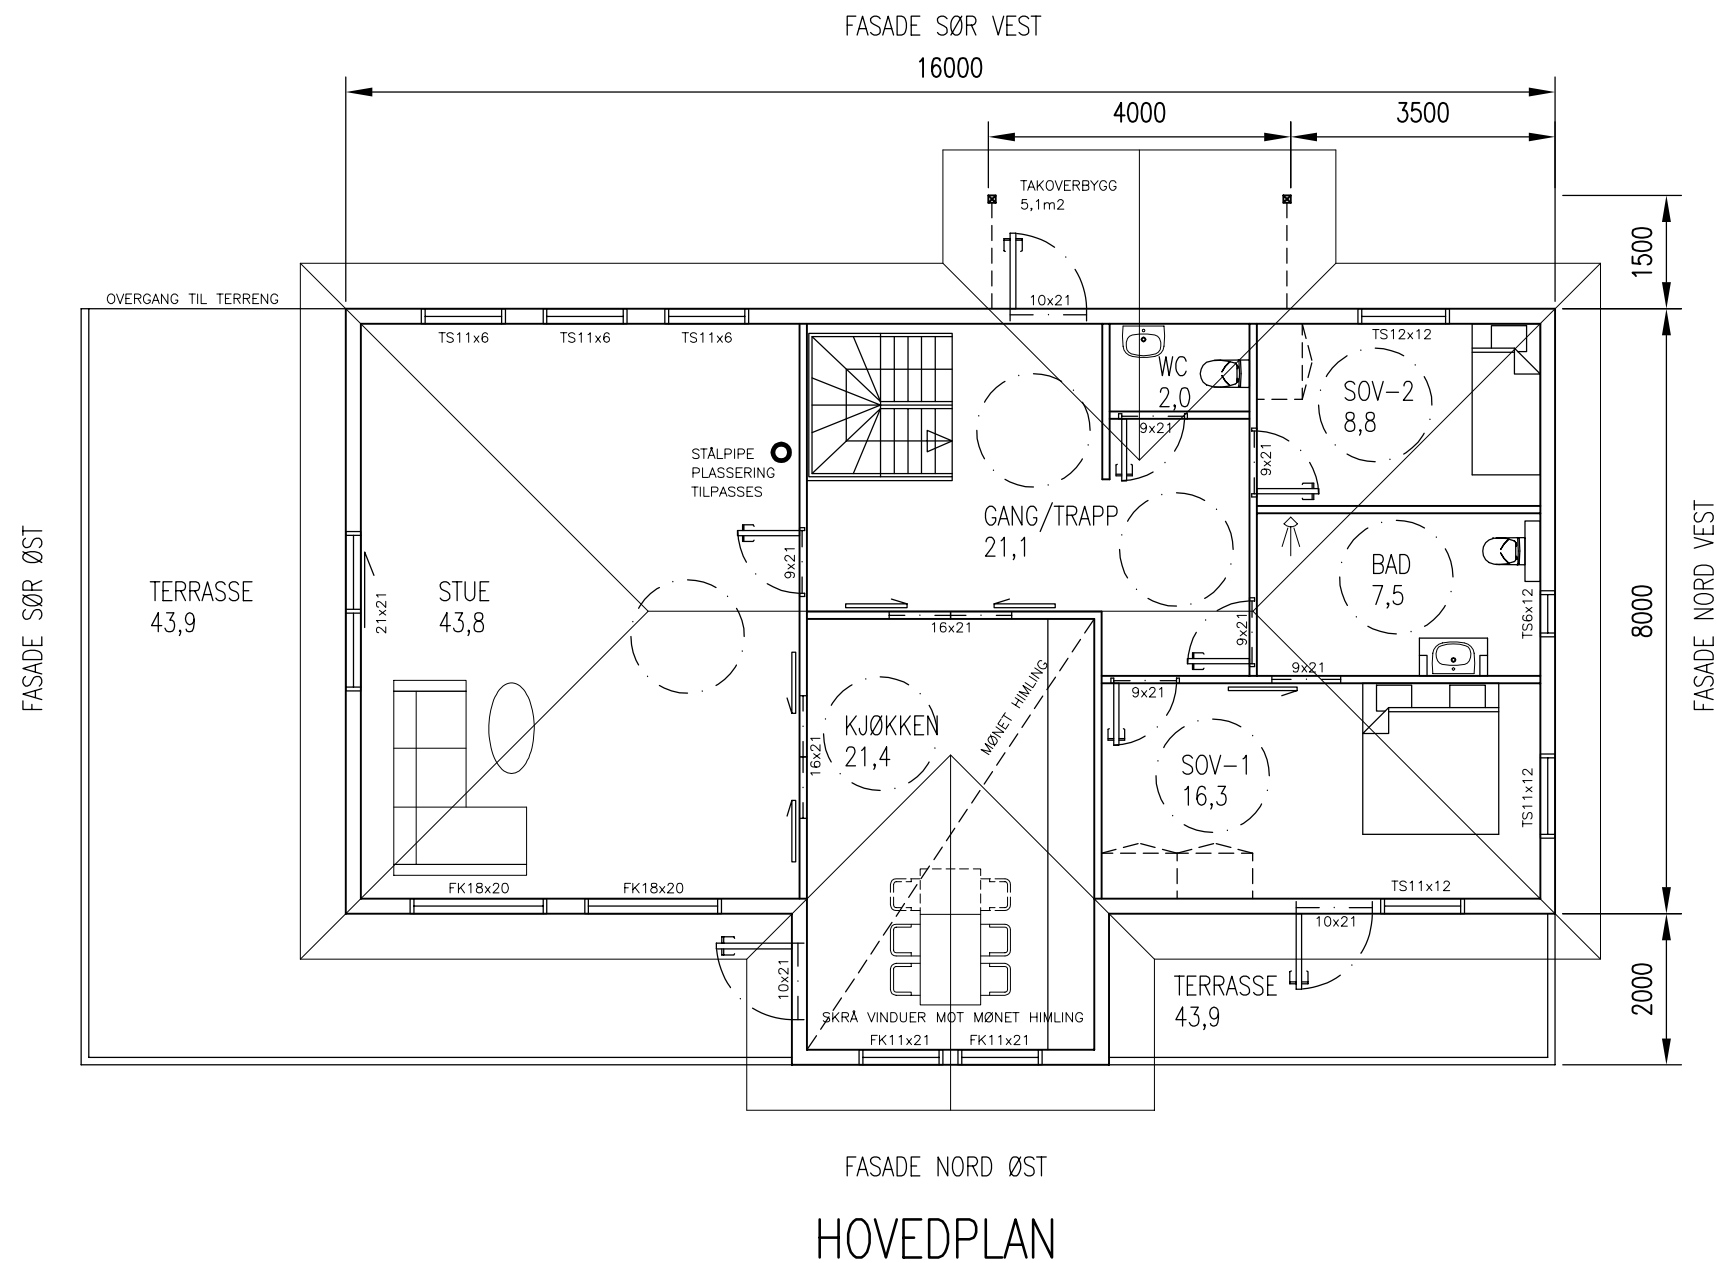 FASADE SØR VEST
16000
4000
3500
TAKOVERBYGG
5,1m2
1500
OVERGANG TIL TERRENG
10x21
TS11x6
TS11x6
TS11x6
TS12x12
WC
2,0
SOV-2
8,8
9x21
9x21
STÅLPIPE
PLASSERING
TILPASSES
GANG/TRAPP
21,1
FASADE SØR ØST
FASADE NORD VEST
9x21
BAD
7,5
TERRASSE
43,9
STUE
43,8
21x21
16x21
9x21
TS6x12
8000
9x21
9x21
MØNET HIMLING
KJØKKEN
21,4
16x21
SOV-1
16,3
TS11x12
FK18x20
FK18x20
TS11x12
10x21
10x21
TERRASSE
43,9
2000
SKRÅ VINDUER MOT MØNET HIMLING
FK11x21
FK11x21
FASADE NORD ØST
HOVEDPLAN